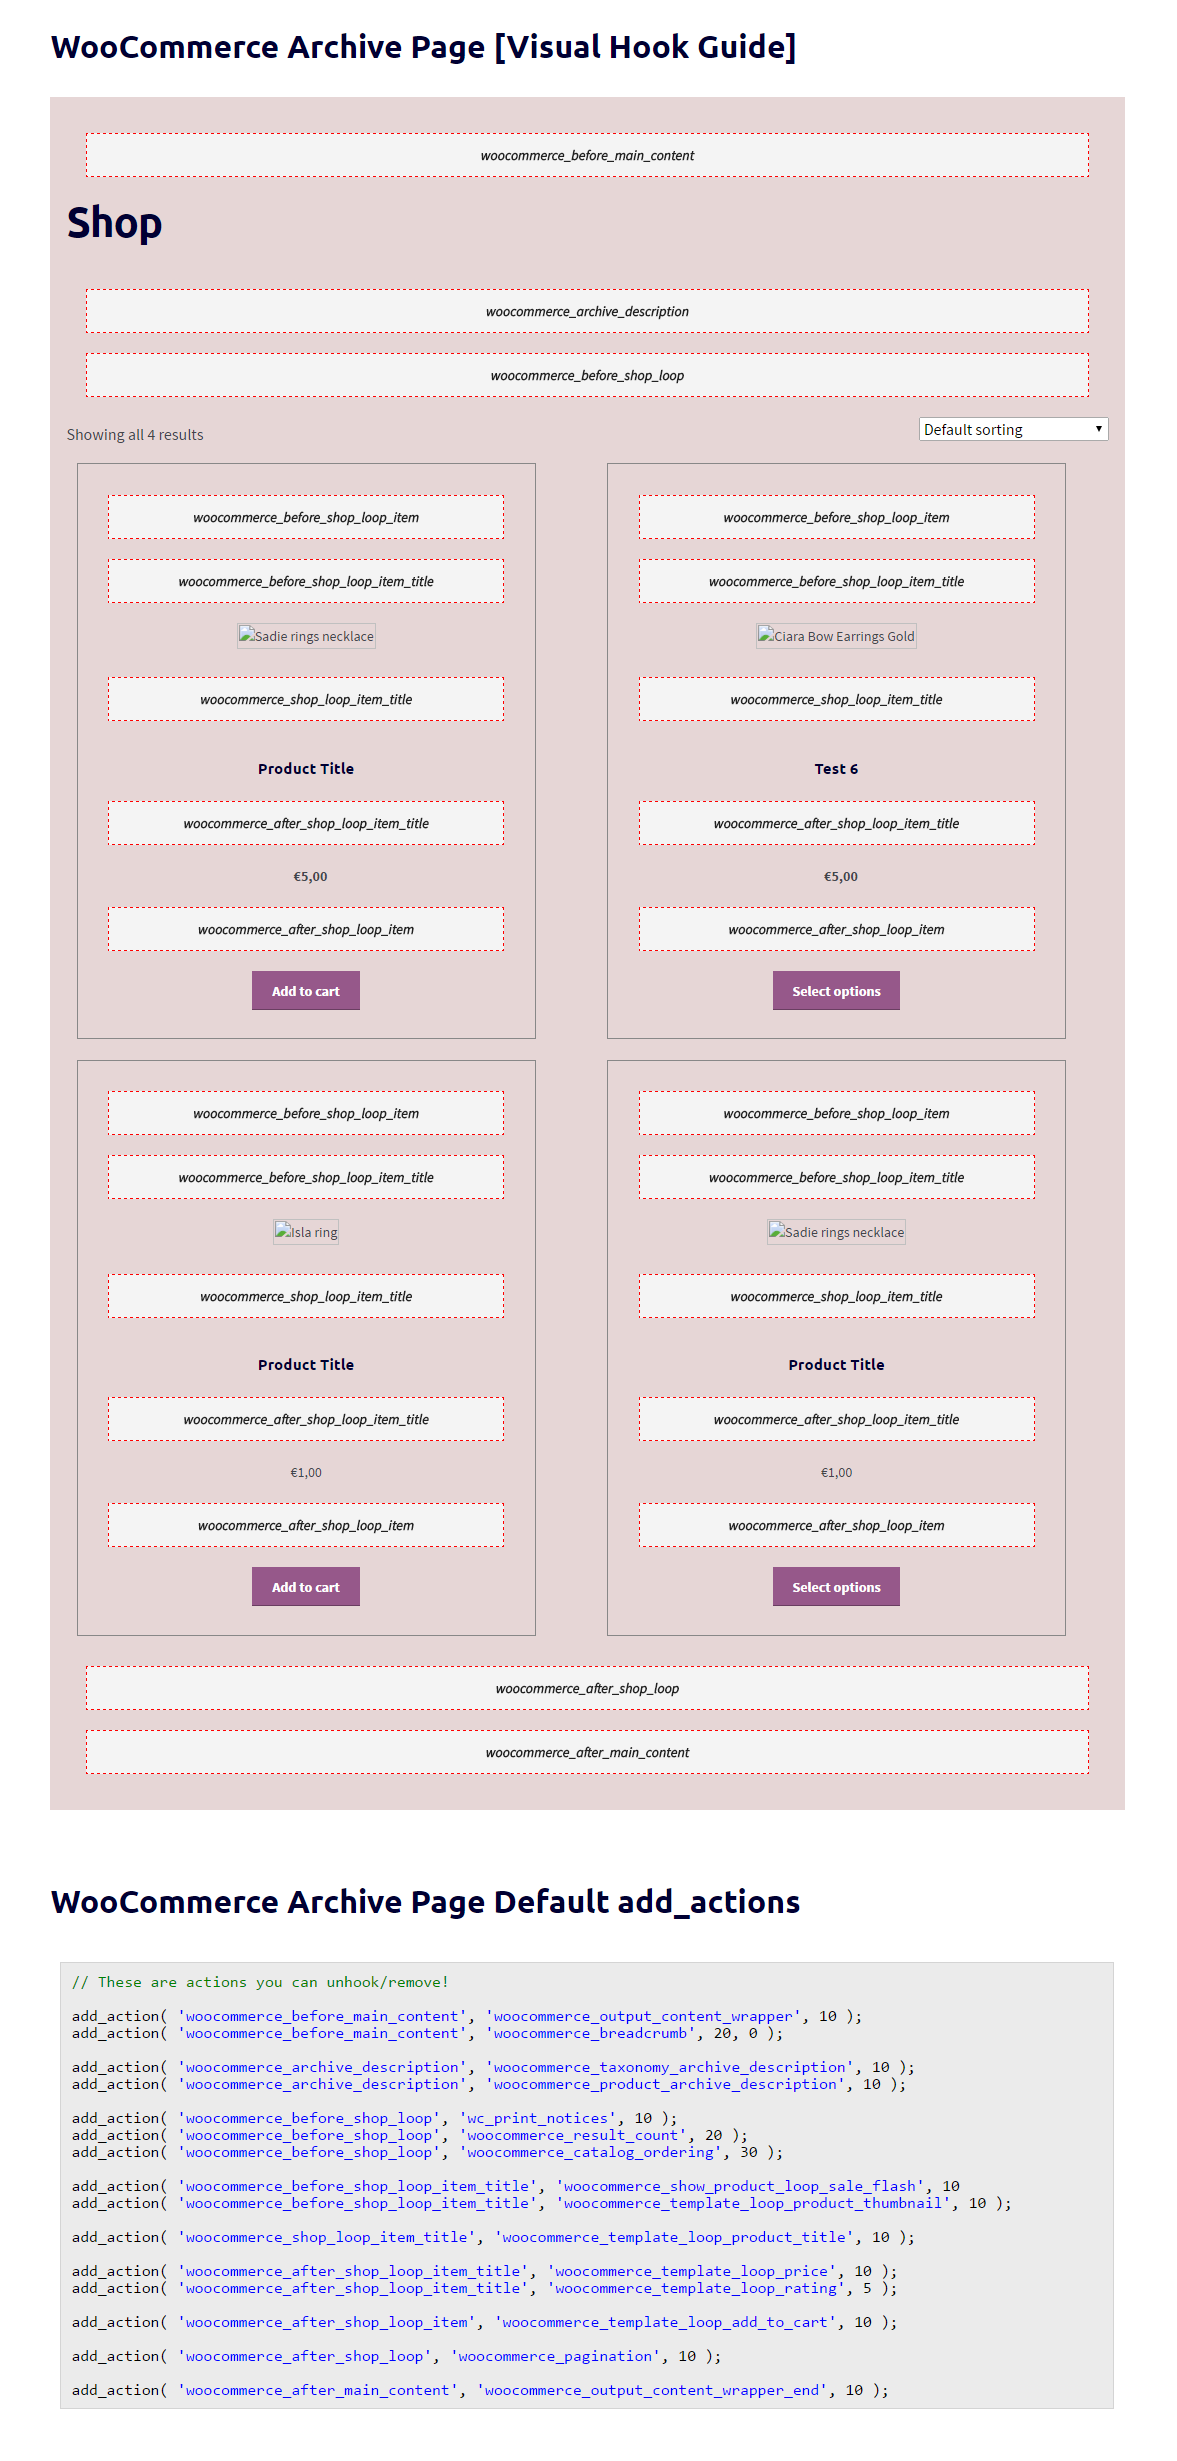 WooCommerce Archive Page [Visual Hook Guide]
woocommerce_before_main_content
Shop
woocommerce_archive_description
woocommerce_before_shop_loop
Showing all 4 results
Default sorting
woocommerce_before_shop_loop_item
woocommerce_before_shop_loop_item_title
Sadie rings necklace
woocommerce_shop_loop_item_title
Product Title
woocommerce_after_shop_loop_item_title
€5,00
woocommerce_after_shop_loop_item
Add to cart
woocommerce_before_shop_loop_item
woocommerce_before_shop_loop_item_title
Ciara Bow Earrings Gold
woocommerce_shop_loop_item_title
Test 6
woocommerce_after_shop_loop_item_title
€5,00
woocommerce_after_shop_loop_item
Select options
woocommerce_before_shop_loop_item
woocommerce_before_shop_loop_item_title
Isla ring
woocommerce_shop_loop_item_title
Product Title
woocommerce_after_shop_loop_item_title
€1,00
woocommerce_after_shop_loop_item
Add to cart
woocommerce_before_shop_loop_item
woocommerce_before_shop_loop_item_title
Sadie rings necklace
woocommerce_shop_loop_item_title
Product Title
woocommerce_after_shop_loop_item_title
€1,00
woocommerce_after_shop_loop_item
Select options
woocommerce_after_shop_loop
woocommerce_after_main_content
WooCommerce Archive Page Default add_actions
// These are actions you can unhook/remove!
add_action( 'woocommerce_before_main_content', 'woocommerce_output_content_wrapper', 10 );
add_action( 'woocommerce_before_main_content', 'woocommerce_breadcrumb', 20, 0 );
add_action( 'woocommerce_archive_description', 'woocommerce_taxonomy_archive_description', 10 );
add_action( 'woocommerce_archive_description', 'woocommerce_product_archive_description', 10 );
add_action( 'woocommerce_before_shop_loop', 'wc_print_notices', 10 );
add_action( 'woocommerce_before_shop_loop', 'woocommerce_result_count', 20 );
add_action( 'woocommerce_before_shop_loop', 'woocommerce_catalog_ordering', 30 );
add_action( 'woocommerce_before_shop_loop_item_title', 'woocommerce_show_product_loop_sale_flash', 10
add_action( 'woocommerce_before_shop_loop_item_title', 'woocommerce_template_loop_product_thumbnail', 10 );
add_action( 'woocommerce_shop_loop_item_title', 'woocommerce_template_loop_product_title', 10 );
add_action( 'woocommerce_after_shop_loop_item_title', 'woocommerce_template_loop_price', 10 );
add_action( 'woocommerce_after_shop_loop_item_title', 'woocommerce_template_loop_rating', 5 );
add_action( 'woocommerce_after_shop_loop_item', 'woocommerce_template_loop_add_to_cart', 10 );
add_action( 'woocommerce_after_shop_loop', 'woocommerce_pagination', 10 );
add_action( 'woocommerce_after_main_content', 'woocommerce_output_content_wrapper_end', 10 );